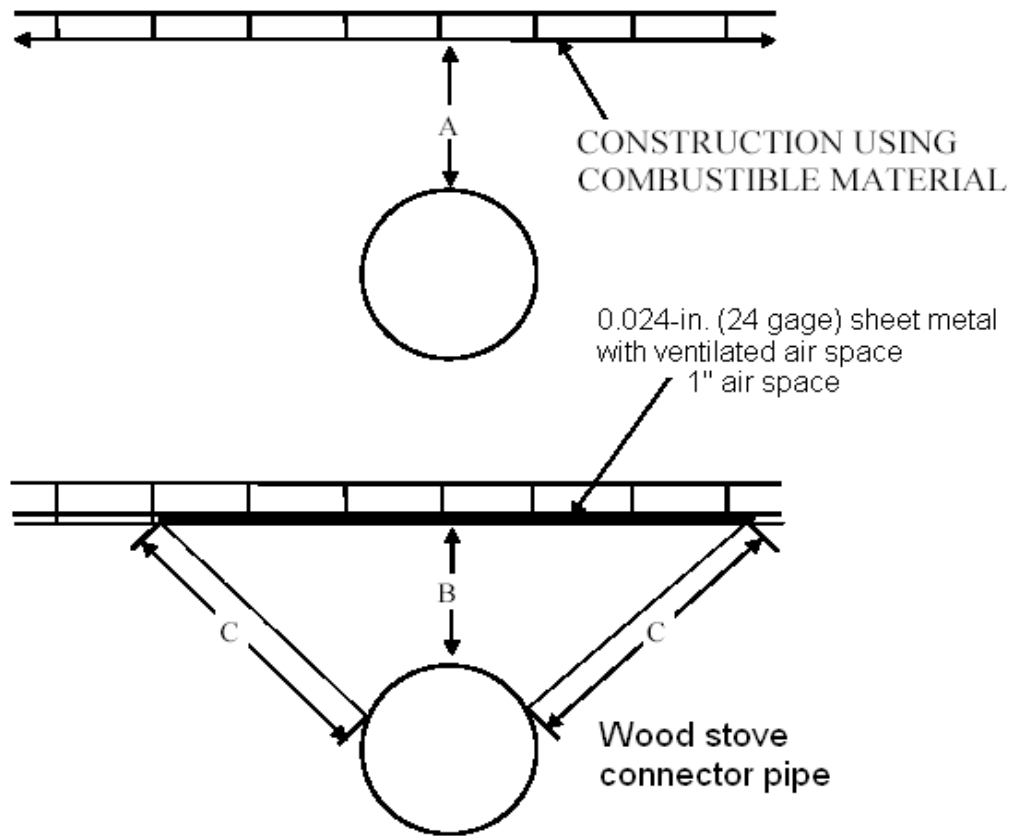 A
CONSTRUCTION USING
COMBUSTIBLE MATERIAL
0.024-in. (24 gage) sheet metal
with ventilated air space
1" air space
B
C
C
Wood stove
connector pipe